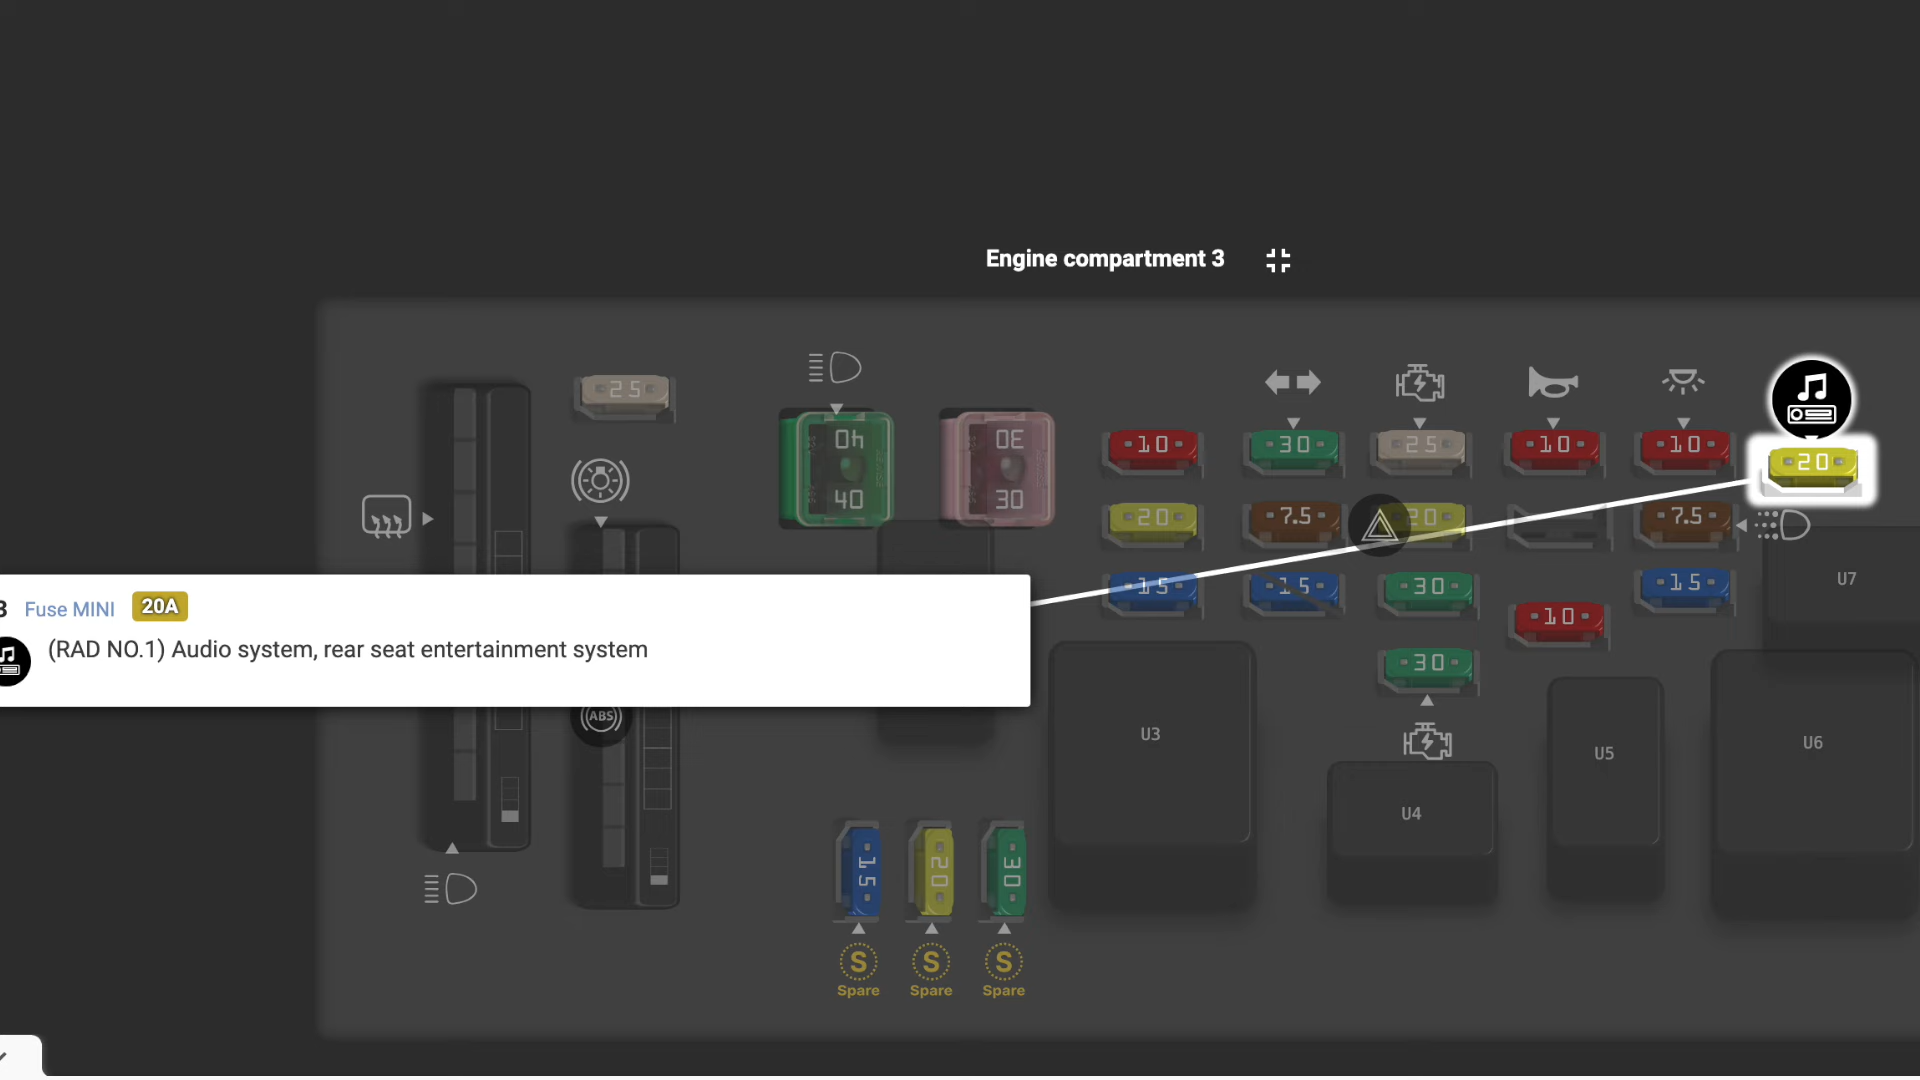 Engine compartment 3
25
40
40
30
30
10
30
25
10
10
20
20
7.5
20
7.5
15
15
30
10
15
30
U7
3 Fuse MINI 20A
(RAD NO.1) Audio system, rear seat entertainment system
ABS
U3
U4
U5
U6
15
20
30
S
S
S
Spare
Spare
Spare